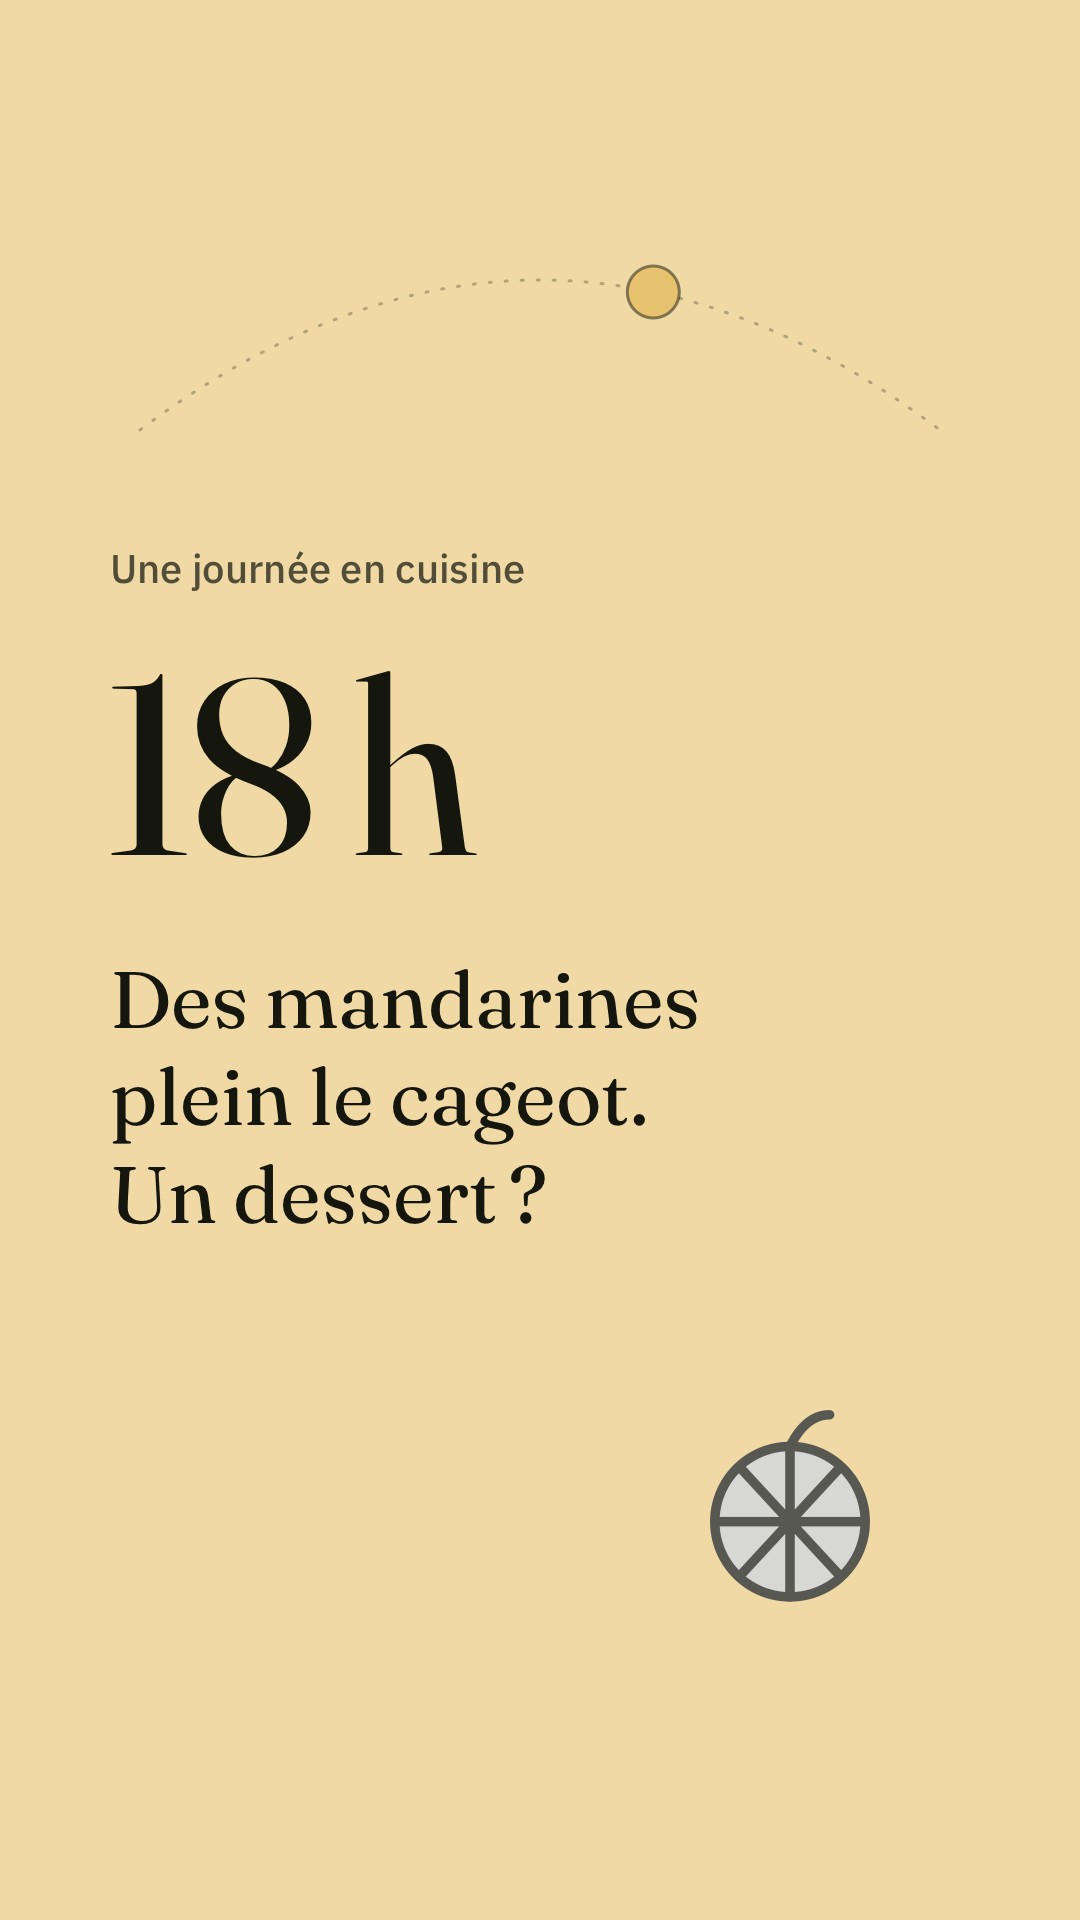 Une journée en cuisine
18 h
Des mandarines
plein le cageot.
Un dessert ?